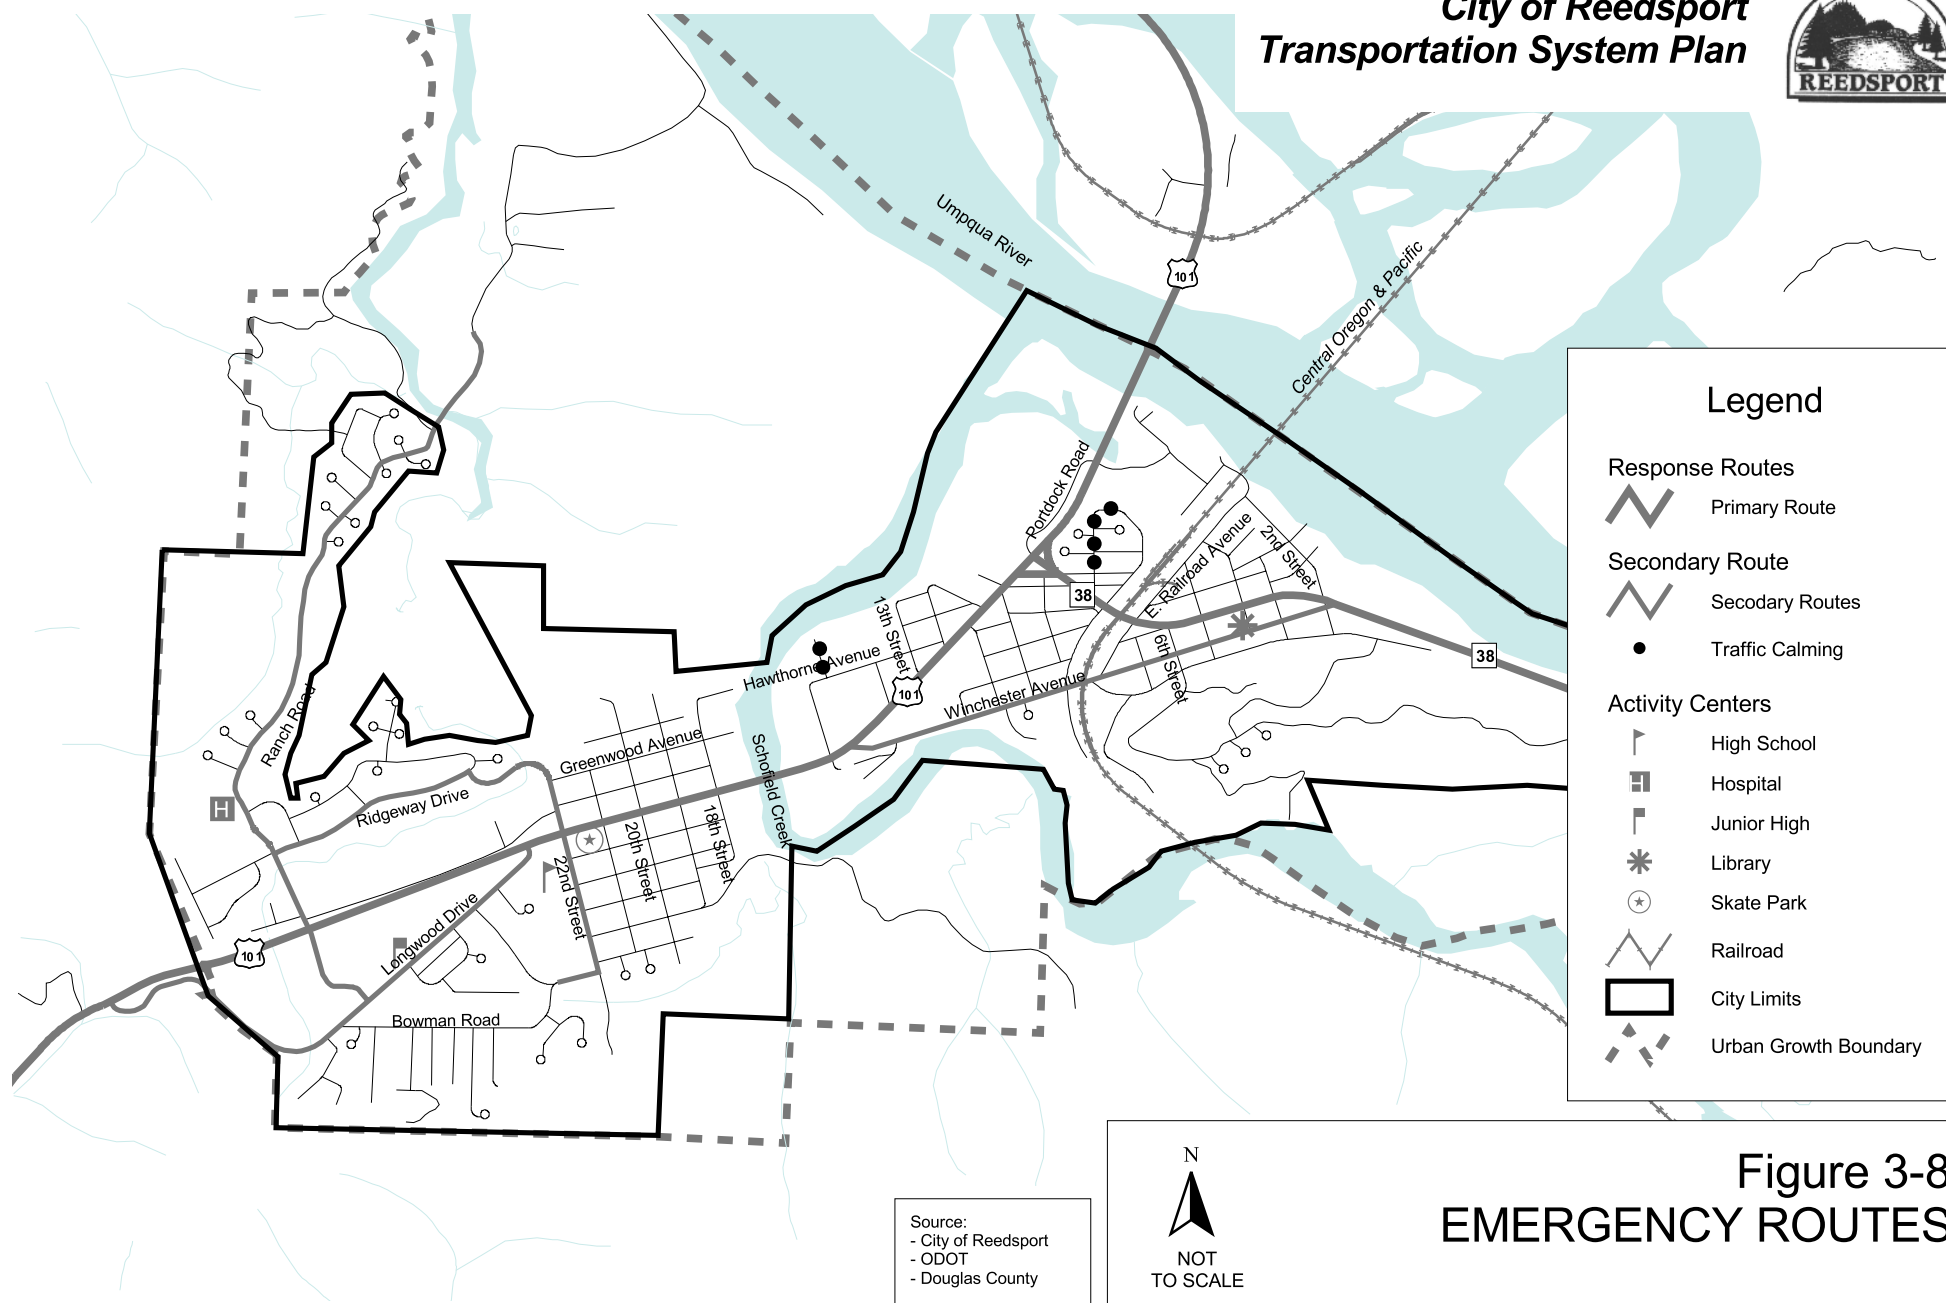 City of Reedsport
Transportation System Plan
REEDSPORT
Umpqua River
101
Central Oregon & Pacific
Portdock Road
E. Railroad Avenue
2nd Street
38
13th Street
Hawthorne Avenue
6th Street
38
101
Winchester Avenue
Ranch Road
Greenwood Avenue
Schofield Creek
Ridgeway Drive
H
20th Street
18th Street
22nd Street
Longwood Drive
101
Bowman Road
Legend
Response Routes
Primary Route
Secondary Route
Secodary Routes
Traffic Calming
Activity Centers
High School
H
Hospital
Junior High
Library
Skate Park
Railroad
City Limits
Urban Growth Boundary
Source:
- City of Reedsport
- ODOT
- Douglas County
N
NOT
TO SCALE
Figure 3-8
EMERGENCY ROUTES